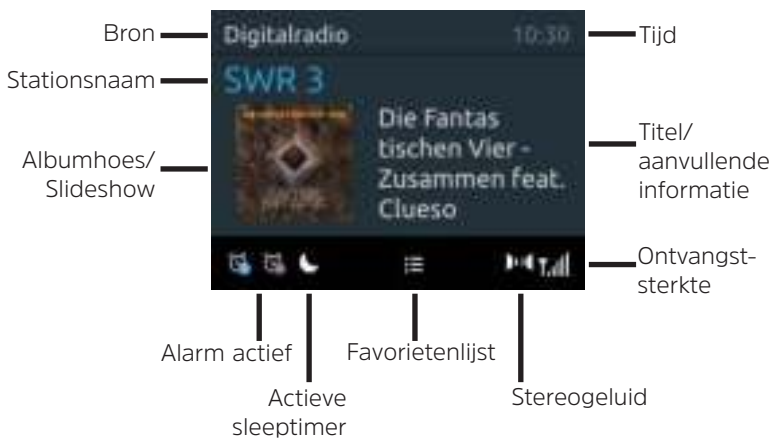 Bron
Digitalradio
10:30
Tijd
Stationsnaam
SWR 3
Albumhoes/
Slideshow
Die Fantas
tischen Vier -
Zusammen feat.
Clueso
Titel/
aanvullende
informatie
Ontvangst-
sterkte
Alarm actief
Favorietenlijst
Actieve
sleeptimer
Stereogeluid